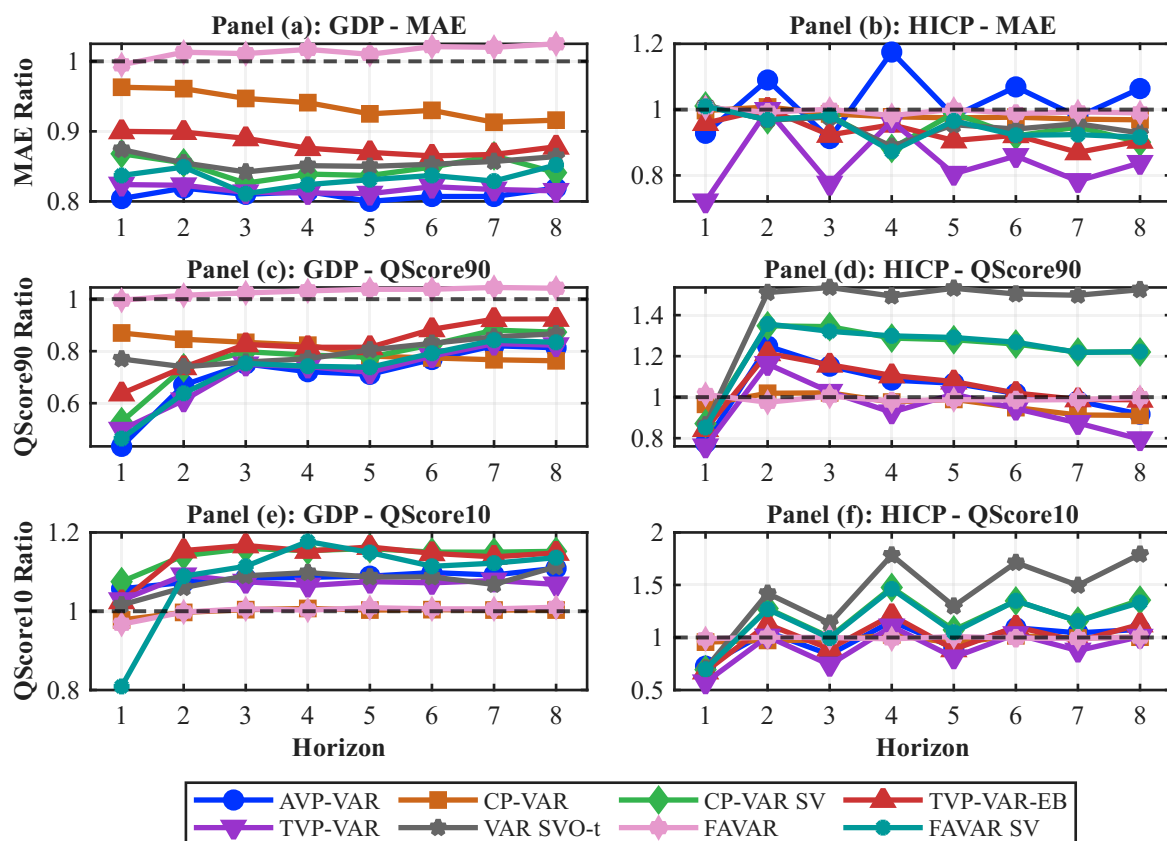 Panel (a): GDP - MAE
Panel (b): HICP - MAE
MAE Ratio
1
0.9
0.8
1 2 3 4 5 6 7 8
1.2
1
0.8
1 2 3 4 5 6 7 8
Panel (c): GDP - QScore90
Panel (d): HICP - QScore90
QScore90 Ratio
1
0.8
0.6
1 2 3 4 5 6 7 8
1.4
1.2
1
0.8
1 2 3 4 5 6 7 8
Panel (e): GDP - QScore10
Panel (f): HICP - QScore10
QScore10 Ratio
1.2
1
0.8
1 2 3 4 5 6 7 8
Horizon
2
1.5
1
0.5
1 2 3 4 5 6 7 8
Horizon
AVP-VAR CP-VAR CP-VAR SV TVP-VAR-EB
TVP-VAR VAR SVO-t FAVAR FAVAR SV